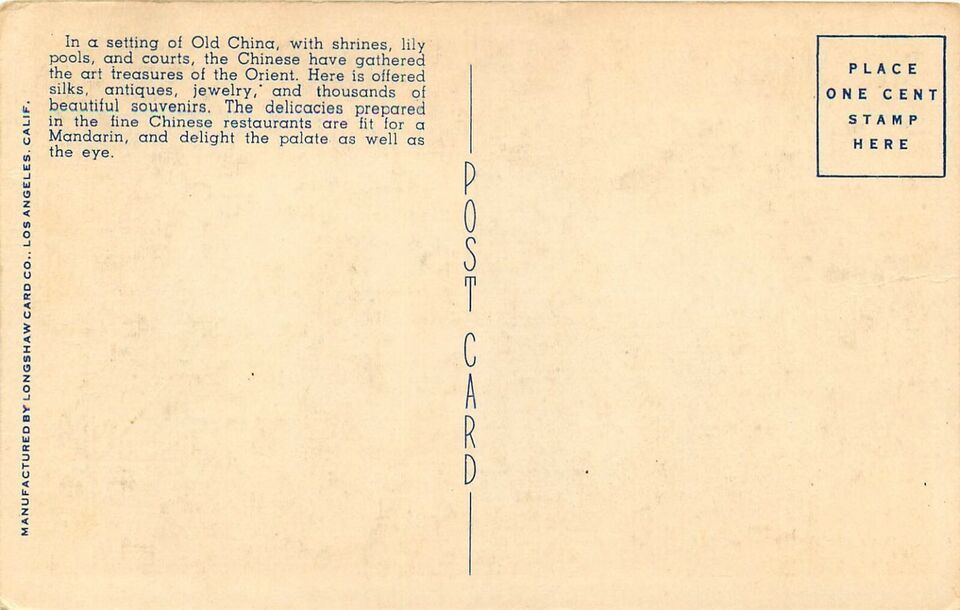 In a setting of Old China, with shrines, lily
pools, and courts, the Chinese have gathered
the art treasures of the Orient. Here is offered
silks, antiques, jewelry, and thousands of
beautiful souvenirs. The delicacies prepared
in the fine Chinese restaurants are fit for a
Mandarin, and delight the palate as well as
the eye.
MANUFACTURED BY LONGSHAW CARD CO., LOS ANGELES, CALIF.
POST CARD
PLACE
ONE CENT
STAMP
HERE